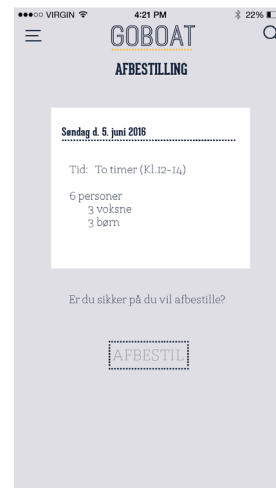 VIRGIN 4:21 PM 22%
GOBOAT
AFBESTILLING
Søndag d. 5. juni 2016
Tid: To timer (Kl.12-14)
6 personer
3 voksne
3 børn
Er du sikker på du vil afbestille?
AFBESTIL